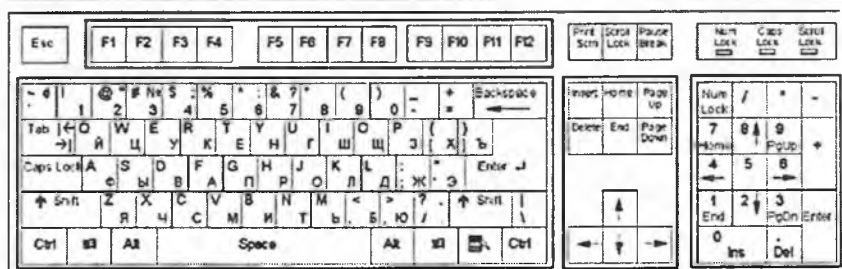 Esc F1 F2 F3 F4 F5 F6 F7 F8 F9 F10 F11 F12 Print Scrn Scroll Lock Pause Break Num Lock Caps Lock Scroll Lock
1 @ " 2 # № 3 $ ; 4 % : 5 6 & ? 7 * 8 ( 9 ) 0 _ - + = Backspace Insert Home Page Up Num Lock / * -
Tab Q Й W Ц E У R К T Е Y Н U Г I Ш O Щ P З { [ Х } ] Ъ Delete End Page Down 7 Home 8 9 PgUp +
Caps Lock A Ф S Ы D В F А G П H Р J О K Л L Д : ; Ж " ' Э Enter 4 5 6
Shift Z Я X Ч C С V М B И N Т M Ь < , Б > . Ю ? / . Shift | \ 1 End 2 3 PgDn Enter
Ctrl Alt Space Alt Ctrl 0 Ins . Del